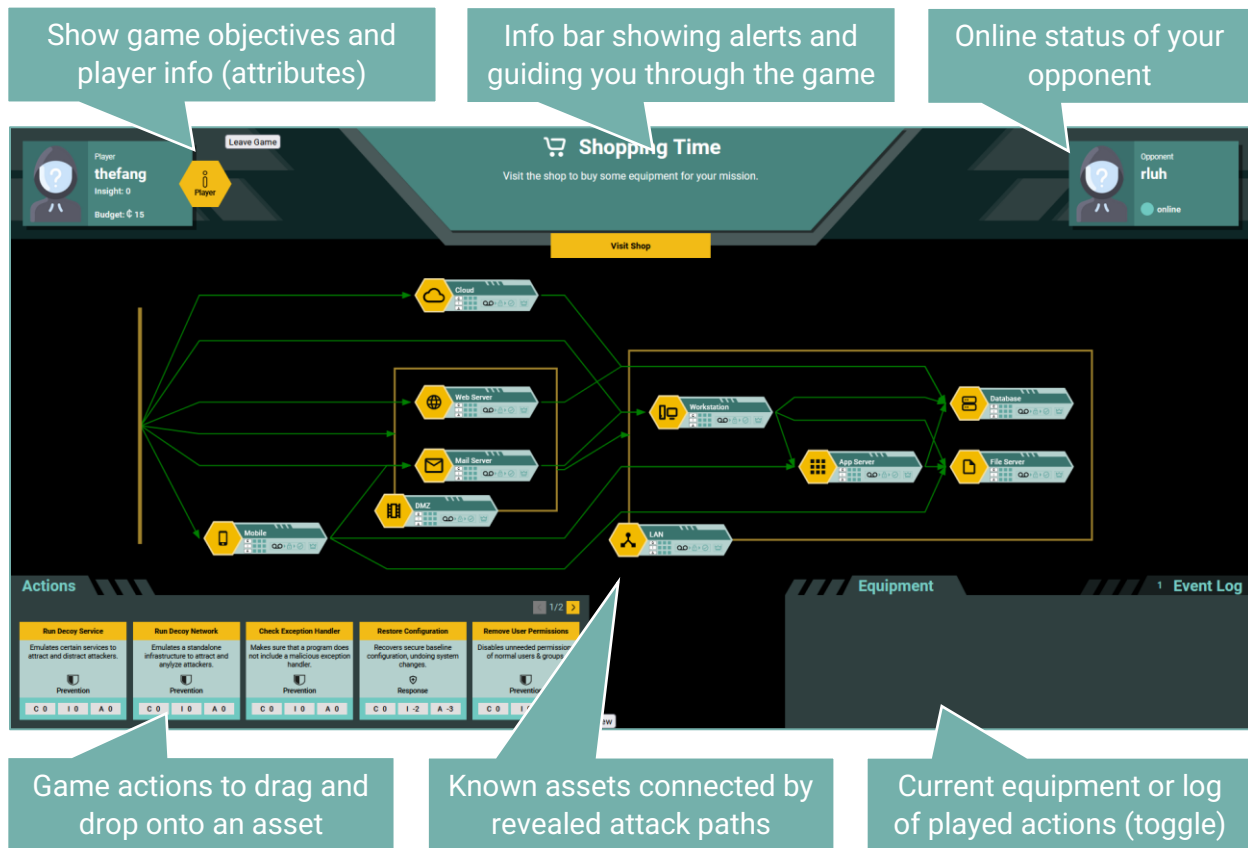 Show game objectives and
player info (attributes)
Info bar showing alerts and
guiding you through the game
Online status of your
opponent
Leave Game
Player
thefang
Insight: 0
Budget: ₵ 15
Player
Shopping Time
Visit the shop to buy some equipment for your mission.
Visit Shop
Opponent
rluh
online
Cloud
Web Server
Mail Server
DMZ
Mobile
Workstation
App Server
Database
File Server
LAN
Actions
1/2
Run Decoy Service
Emulates certain services to
attract and distract attackers.
Prevention
C 0 I 0 A 0
Run Decoy Network
Emulates a standalone
infrastructure to attract and
anylyze attackers.
Prevention
C 0 I 0 A 0
Check Exception Handler
Makes sure that a program does
not include a malicious exception
handler.
Prevention
C 0 I 0 A 0
Restore Configuration
Recovers secure baseline
configuration, undoing system
changes.
Response
C 0 I -2 A -3
Remove User Permissions
Disables unneeded permission
of normal users & groups
Prevention
C 0
Equipment
1 Event Log
Game actions to drag and
drop onto an asset
Known assets connected by
revealed attack paths
Current equipment or log
of played actions (toggle)